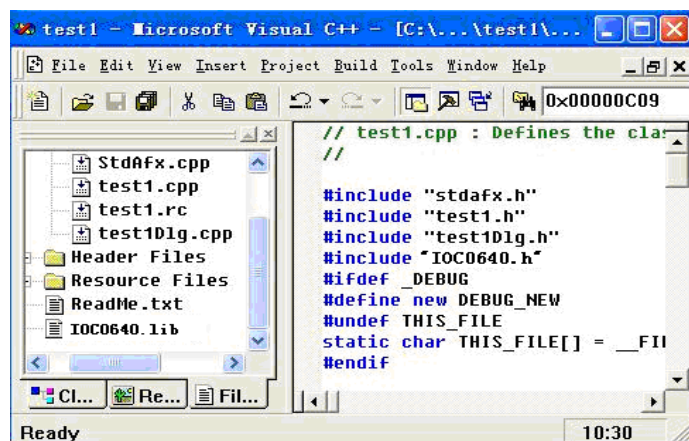 test1 - Microsoft Visual C++ - [C:\...\test1\...
File Edit View Insert Project Build Tools Window Help
0x00000C09
StdAfx.cpp
test1.cpp
test1.rc
test1Dlg.cpp
Header Files
Resource Files
ReadMe.txt
IOC0640.lib
Cl...
Re...
Fil...
// test1.cpp : Defines the clas
//
#include "stdafx.h"
#include "test1.h"
#include "test1Dlg.h"
#include "IOC0640.h"
#ifdef _DEBUG
#define new DEBUG_NEW
#undef THIS_FILE
static char THIS_FILE[] = __FIL
#endif
Ready
10:30